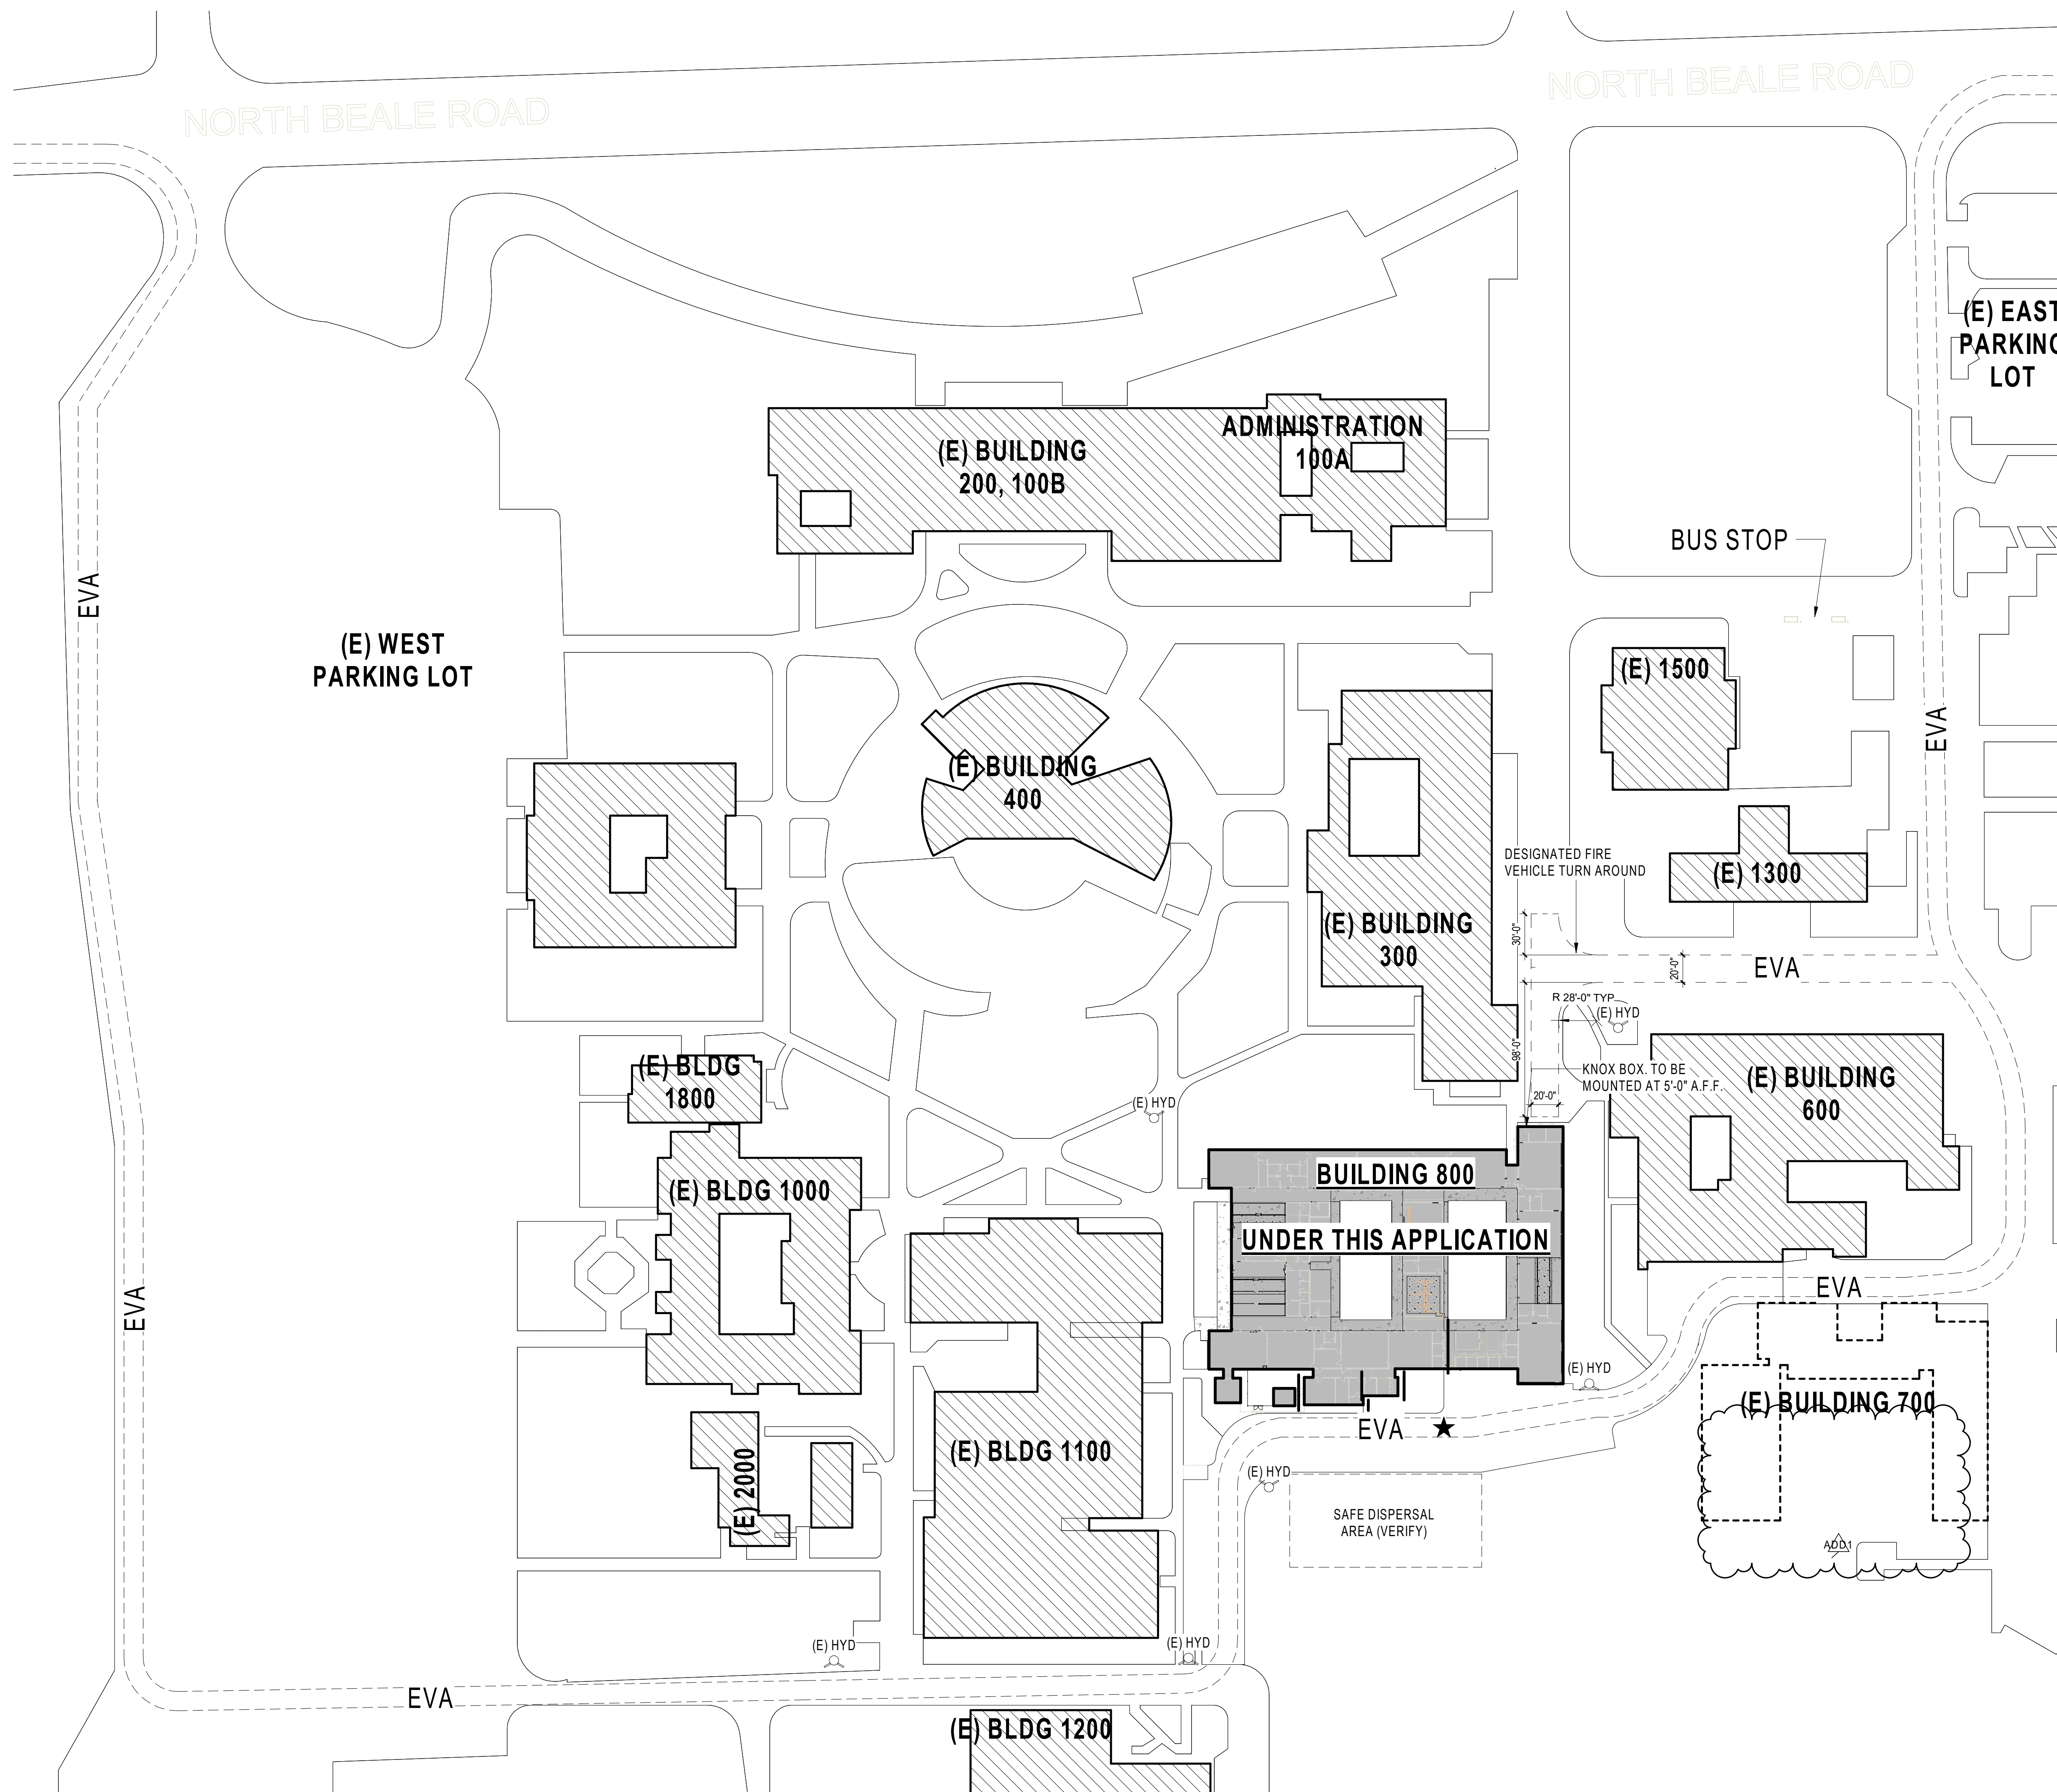 NORTH BEALE ROAD
NORTH BEALE ROAD
(E) EAST
PARKING
LOT
ADMINISTRATION
100A
(E) BUILDING
200, 100B
BUS STOP
EVA
(E) WEST
PARKING LOT
(E) 1500
EVA
(E) BUILDING
400
DESIGNATED FIRE
VEHICLE TURN AROUND
(E) 1300
(E) BUILDING
300
30'-0"
20'-0"
EVA
R 28'-0" TYP
(E) HYD
98'-0"
KNOX BOX. TO BE
MOUNTED AT 5'-0" A.F.F.
20'-0"
(E) BUILDING
600
(E) BLDG
1800
(E) HYD
BUILDING 800
UNDER THIS APPLICATION
(E) BLDG 1000
EVA
EVA
(E) HYD
(E) BUILDING 700
EVA
(E) BLDG 1100
(E) 2000
(E) HYD
SAFE DISPERSAL
AREA (VERIFY)
ADD1
(E) HYD
(E) HYD
EVA
(E) BLDG 1200